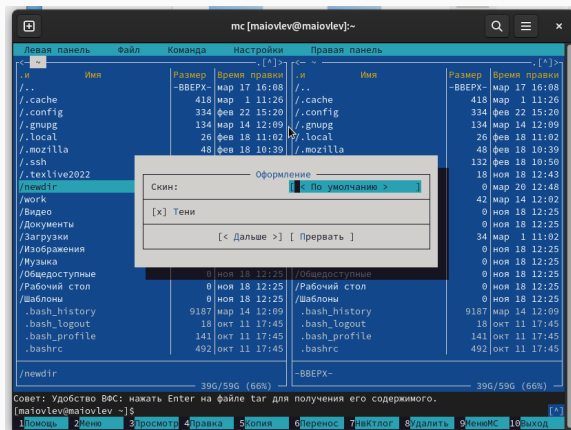 mc [maiovlev@maiovlev]:~
Левая панель Файл Команда Настройки Правая панель
<- ~ .[^]> <- ~ .[^]>
.и Имя Размер Время правки .и Имя Размер Время правки
/.. -ВВЕРХ- мар 17 16:08 /.. -ВВЕРХ- мар 17 16:08
/.cache 418 мар 1 11:26 /.cache 418 мар 1 11:26
/.config 334 фев 22 15:20 /.config 334 фев 22 15:20
/.gnupg 134 мар 14 12:09 /.gnupg 134 мар 14 12:09
/.local 26 фев 18 11:02 /.local 26 фев 18 11:02
/.mozilla 48 фев 18 10:39 /.mozilla 48 фев 18 10:39
/.ssh 132 фев 18 10:50
/.texlive2022 18 ноя 18 12:43
/newdir 0 мар 20 12:48
/work 42 мар 14 12:02
/Видео 0 ноя 18 12:25
/Документы 0 ноя 18 12:25
/Загрузки 34 мар 1 11:02
/Изображения 0 ноя 18 12:25
/Музыка 0 ноя 18 12:25
/Общедоступные 0 ноя 18 12:25 /Общедоступные 0 ноя 18 12:25
/Рабочий стол 0 ноя 18 12:25 /Рабочий стол 0 ноя 18 12:25
/Шаблоны 0 ноя 18 12:25 /Шаблоны 0 ноя 18 12:25
.bash_history 9187 мар 14 12:09 .bash_history 9187 мар 14 12:09
.bash_logout 18 окт 11 17:45 .bash_logout 18 окт 11 17:45
.bash_profile 141 окт 11 17:45 .bash_profile 141 окт 11 17:45
.bashrc 492 окт 11 17:45 .bashrc 492 окт 11 17:45
Оформление
Скин: [ < По умолчанию > ]
[x] Тени
[< Дальше >] [ Прервать ]
/newdir -ВВЕРХ-
39G/59G (66%) 39G/59G (66%)
Совет: Удобство ВФС: нажать Enter на файле tar для получения его содержимого.
[maiovlev@maiovlev ~]$ [^]
1Помощь 2Меню 3Просмотр 4Правка 5Копия 6Перенос 7НвКтлог 8Удалить 9МенюMC 10Выход